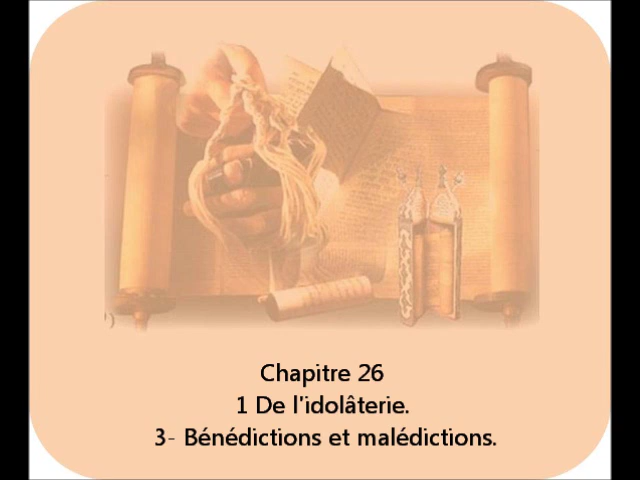 Chapitre 26
1 De l'idolâterie.
3- Bénédictions et malédictions.